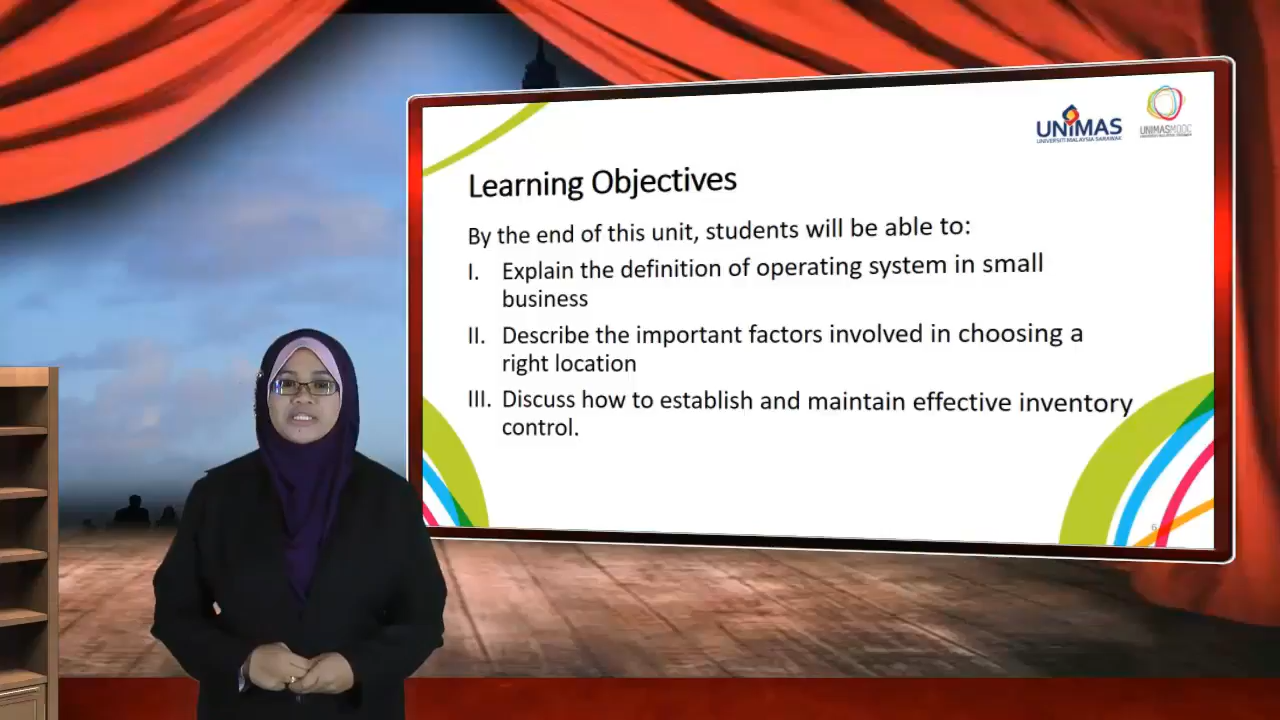 UNIMAS
UNIVERSITI MALAYSIA SARAWAK
UNIMASMOOC
Learning Objectives
By the end of this unit, students will be able to:
I. Explain the definition of operating system in small
business
II. Describe the important factors involved in choosing a
right location
III. Discuss how to establish and maintain effective inventory
control.
6